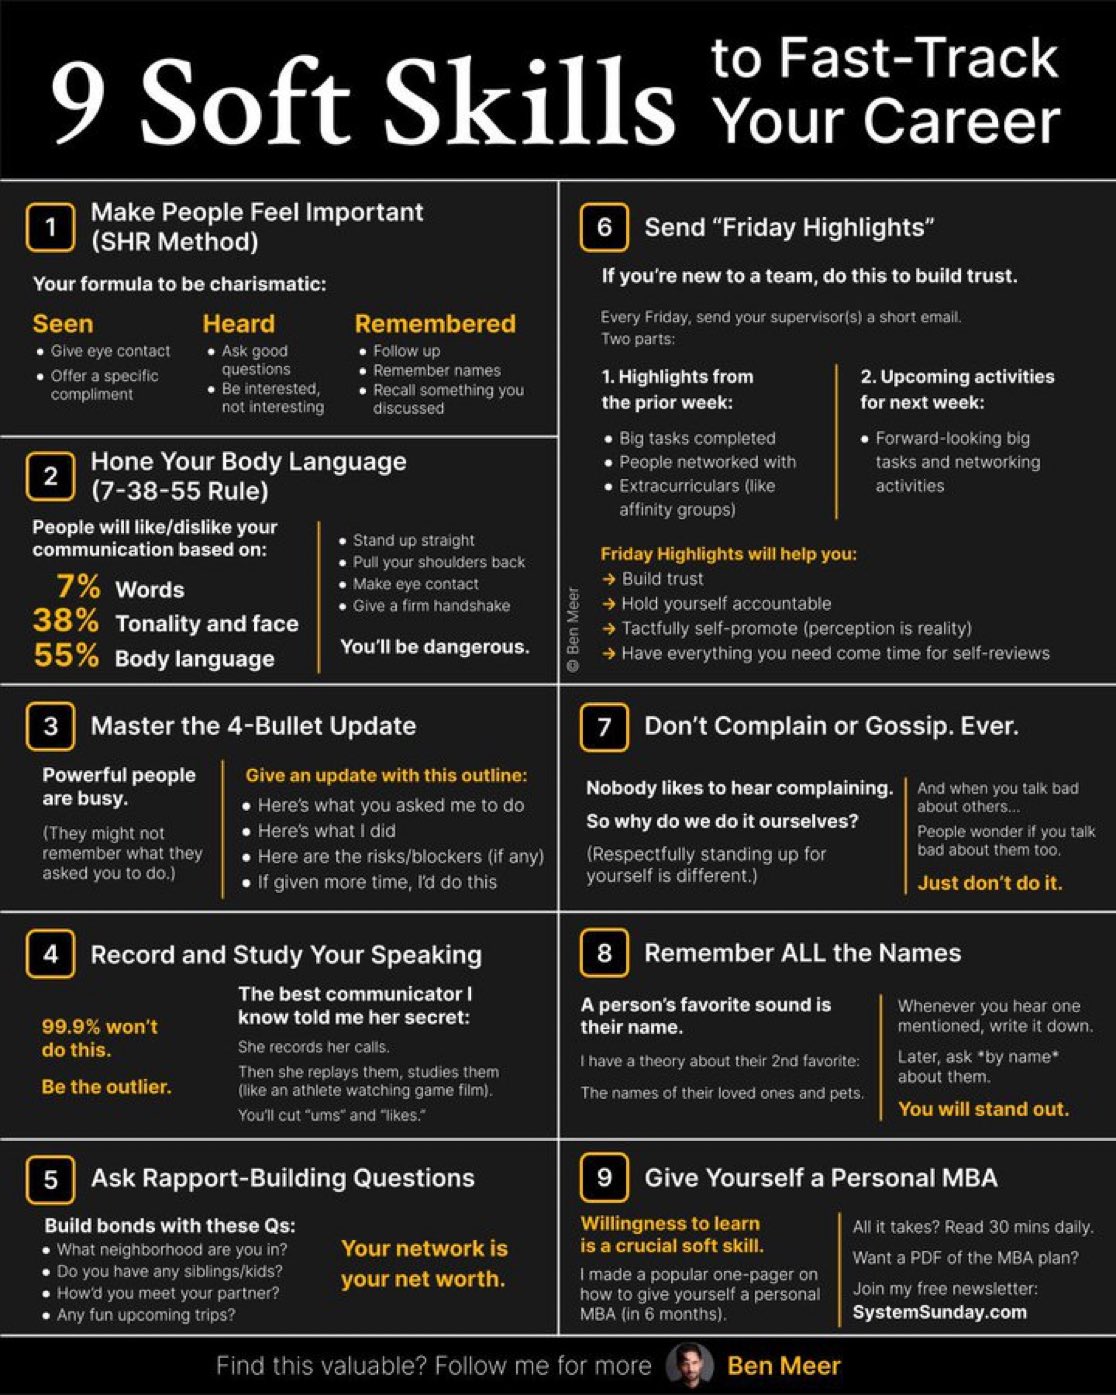 9 Soft Skills
to Fast-Track
Your Career
1
Make People Feel Important
(SHR Method)
Your formula to be charismatic:
Seen
• Give eye contact
• Offer a specific
compliment
Heard
• Ask good
questions
• Be interested,
not interesting
Remembered
• Follow up
• Remember names
• Recall something you
discussed
2
Hone Your Body Language
(7-38-55 Rule)
People will like/dislike your
communication based on:
7% Words
38% Tonality and face
55% Body language
• Stand up straight
• Pull your shoulders back
• Make eye contact
• Give a firm handshake
You'll be dangerous.
3
Master the 4-Bullet Update
Powerful people
are busy.
(They might not
remember what they
asked you to do.)
Give an update with this outline:
• Here's what you asked me to do
• Here's what I did
• Here are the risks/blockers (if any)
• If given more time, I'd do this
4
Record and Study Your Speaking
99.9% won't
do this.
Be the outlier.
The best communicator I
know told me her secret:
She records her calls.
Then she replays them, studies them
(like an athlete watching game film).
You'll cut "ums" and "likes."
5
Ask Rapport-Building Questions
Build bonds with these Qs:
• What neighborhood are you in?
• Do you have any siblings/kids?
• How'd you meet your partner?
• Any fun upcoming trips?
Your network is
your net worth.
6
Send “Friday Highlights”
If you're new to a team, do this to build trust.
Every Friday, send your supervisor(s) a short email.
Two parts:
1. Highlights from
the prior week:
• Big tasks completed
• People networked with
• Extracurriculars (like
affinity groups)
2. Upcoming activities
for next week:
• Forward-looking big
tasks and networking
activities
Friday Highlights will help you:
→ Build trust
→ Hold yourself accountable
→ Tactfully self-promote (perception is reality)
→ Have everything you need come time for self-reviews
© Ben Meer
7
Don't Complain or Gossip. Ever.
Nobody likes to hear complaining.
So why do we do it ourselves?
(Respectfully standing up for
yourself is different.)
And when you talk bad
about others...
People wonder if you talk
bad about them too.
Just don't do it.
8
Remember ALL the Names
A person's favorite sound is
their name.
I have a theory about their 2nd favorite:
The names of their loved ones and pets.
Whenever you hear one
mentioned, write it down.
Later, ask *by name*
about them.
You will stand out.
9
Give Yourself a Personal MBA
Willingness to learn
is a crucial soft skill.
I made a popular one-pager on
how to give yourself a personal
MBA (in 6 months).
All it takes? Read 30 mins daily.
Want a PDF of the MBA plan?
Join my free newsletter:
SystemSunday.com
Find this valuable? Follow me for more
Ben Meer